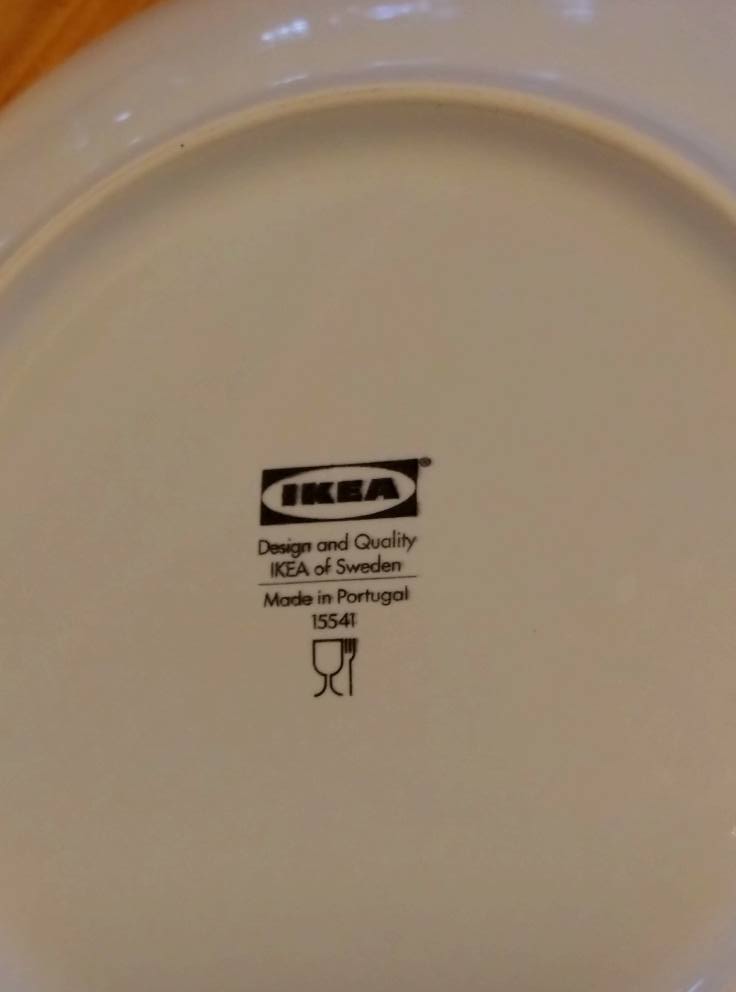 IKEA®
Design and Quality
IKEA of Sweden
Made in Portugal
15541